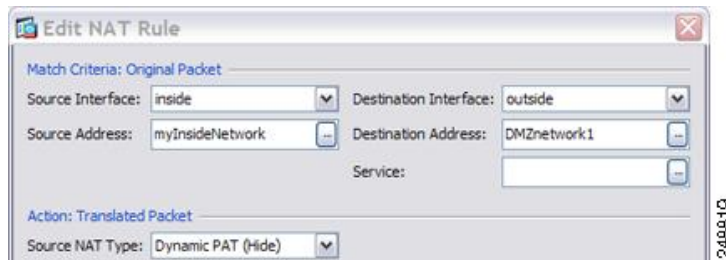 Edit NAT Rule
Match Criteria: Original Packet
Source Interface: inside Destination Interface: outside
Source Address: myInsideNetwork ... Destination Address: DMZnetwork1 ...
Service: ...
Action: Translated Packet
Source NAT Type: Dynamic PAT (Hide)
248819